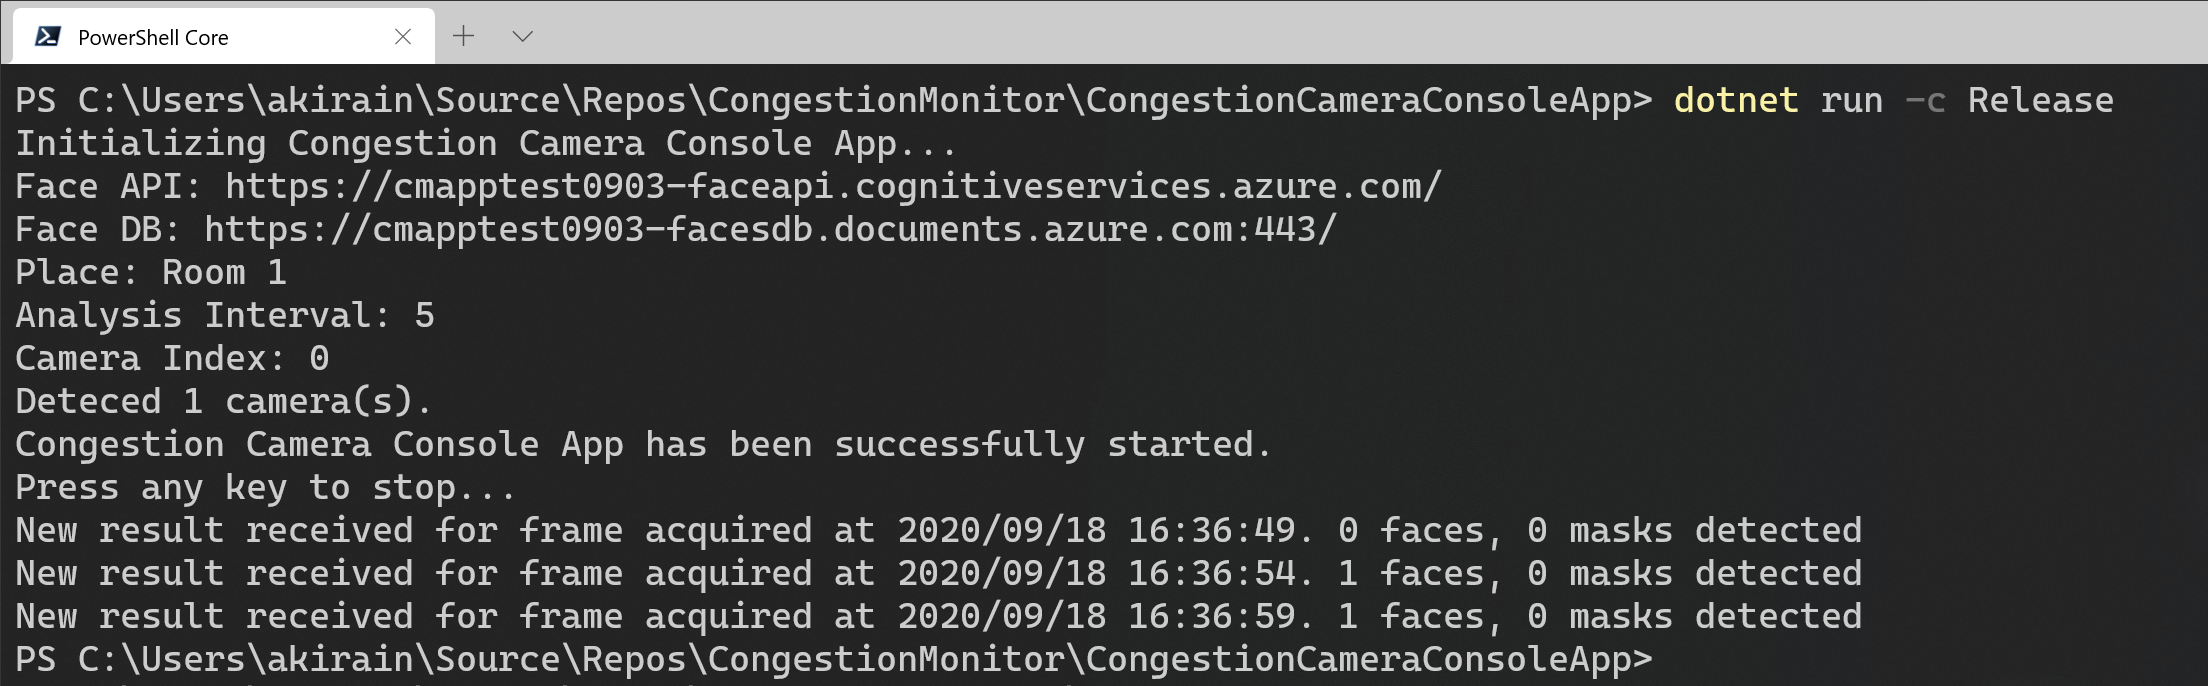 PowerShell Core
PS C:\Users\akirain\Source\Repos\CongestionMonitor\CongestionCameraConsoleApp> dotnet run -c Release
Initializing Congestion Camera Console App...
Face API: https://cmapptest0903-faceapi.cognitiveservices.azure.com/
Face DB: https://cmapptest0903-facesdb.documents.azure.com:443/
Place: Room 1
Analysis Interval: 5
Camera Index: 0
Deteced 1 camera(s).
Congestion Camera Console App has been successfully started.
Press any key to stop...
New result received for frame acquired at 2020/09/18 16:36:49. 0 faces, 0 masks detected
New result received for frame acquired at 2020/09/18 16:36:54. 1 faces, 0 masks detected
New result received for frame acquired at 2020/09/18 16:36:59. 1 faces, 0 masks detected
PS C:\Users\akirain\Source\Repos\CongestionMonitor\CongestionCameraConsoleApp>